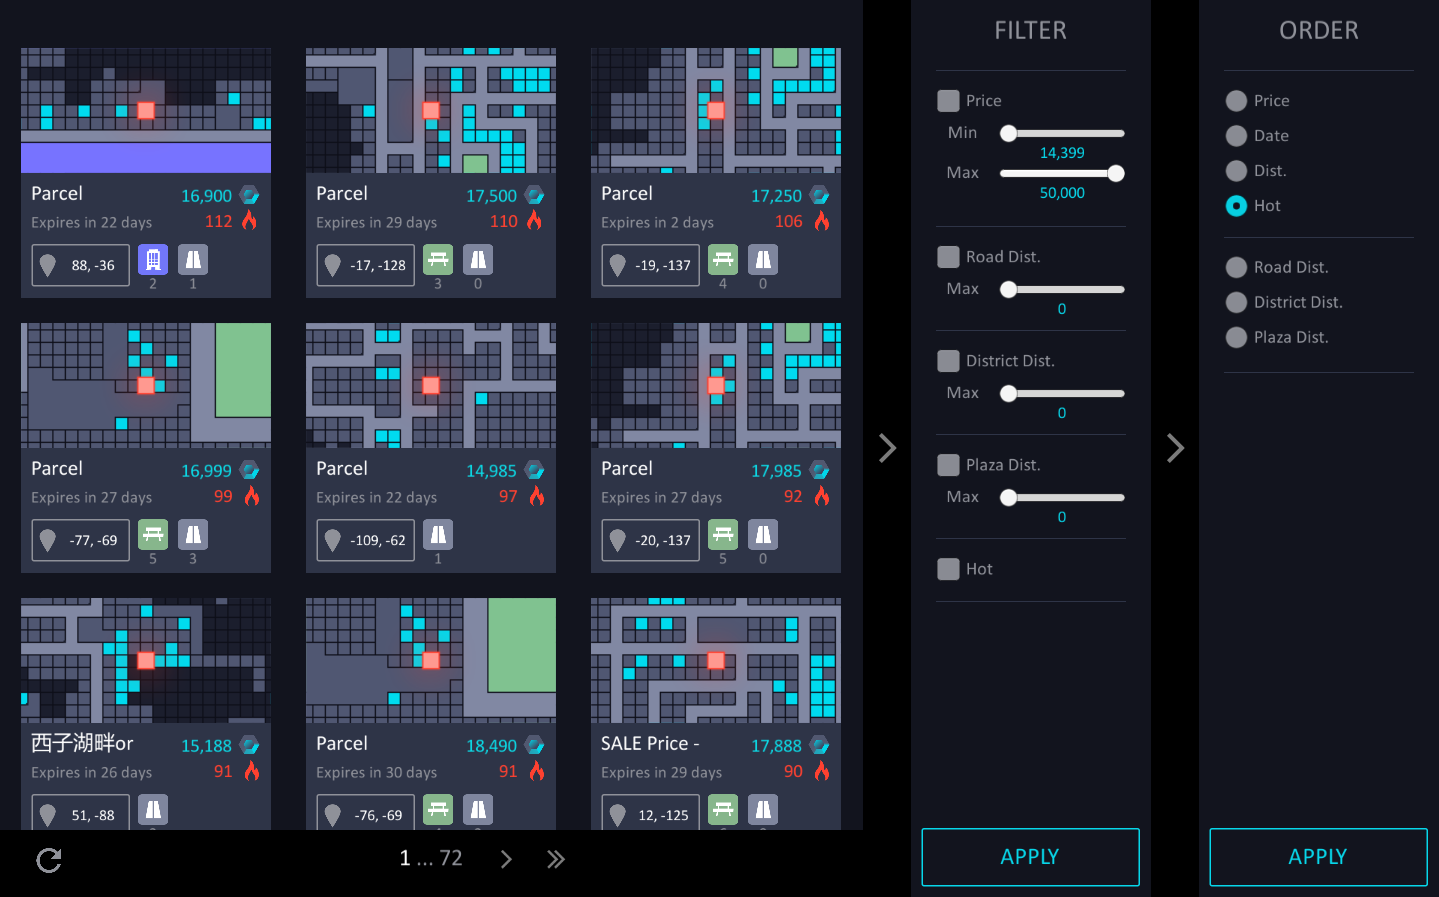 Parcel 16,900
Expires in 22 days 112
88, -36
2 1
Parcel 17,500
Expires in 29 days 110
-17, -128
3 0
Parcel 17,250
Expires in 2 days 106
-19, -137
4 0
Parcel 16,999
Expires in 27 days 99
-77, -69
5 3
Parcel 14,985
Expires in 22 days 97
-109, -62
1
Parcel 17,985
Expires in 27 days 92
-20, -137
5 0
西子湖畔or 15,188
Expires in 26 days 91
51, -88
Parcel 18,490
Expires in 30 days 91
-76, -69
SALE Price - 17,888
Expires in 29 days 90
12, -125
1 ... 72
FILTER
Price
Min
14,399
Max
50,000
Road Dist.
Max
0
District Dist.
Max
0
Plaza Dist.
Max
0
Hot
APPLY
ORDER
Price
Date
Dist.
Hot
Road Dist.
District Dist.
Plaza Dist.
APPLY